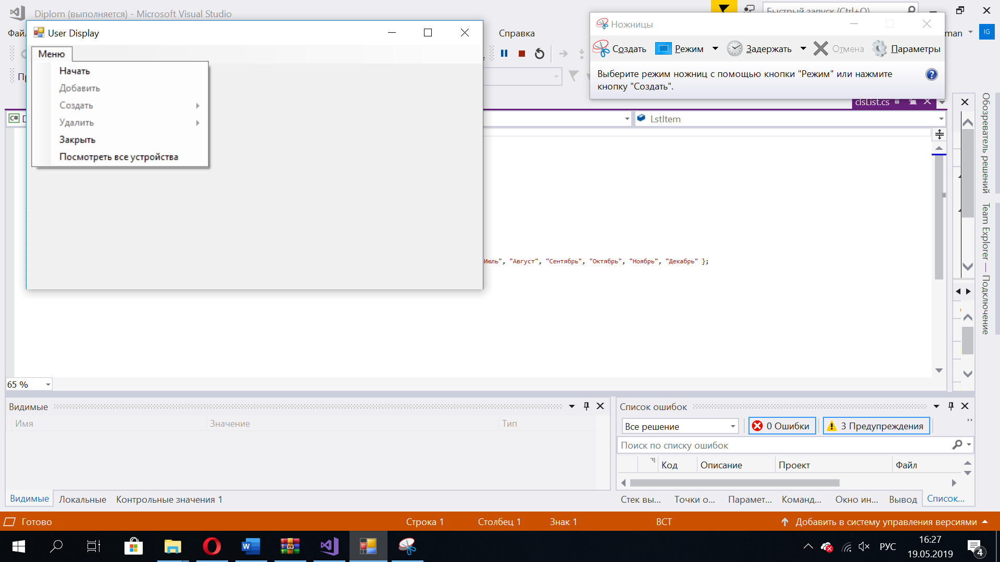 Diplom (выполняется) - Microsoft Visual Studio
Быстрый запуск (Ctrl+Q)
User Display
Справка
Ножницы
man
IG
Меню
Создать
Режим
Задержать
Отмена
Параметры
Начать
Добавить
Создать
Удалить
Закрыть
Посмотреть все устройства
Выберите режим ножниц с помощью кнопки "Режим" или нажмите
кнопку "Создать".
clsList.cs
C#
LstItem
Обозреватель решений
Team Explorer — Подключение
Июль", "Август", "Сентябрь", "Октябрь", "Ноябрь", "Декабрь" };
65 %
Видимые
Имя
Значение
Тип
Видимые
Локальные
Контрольные значения 1
Список ошибок
Все решение
0 Ошибки
3 Предупреждения
Поиск по списку ошибок
Код
Описание
Проект
Файл
Стек вы...
Точки о...
Парамет...
Команд...
Окно ин...
Вывод
Список...
Готово
Строка 1
Столбец 1
Знак 1
ВСТ
Добавить в систему управления версиями
РУС
16:27
19.05.2019
4